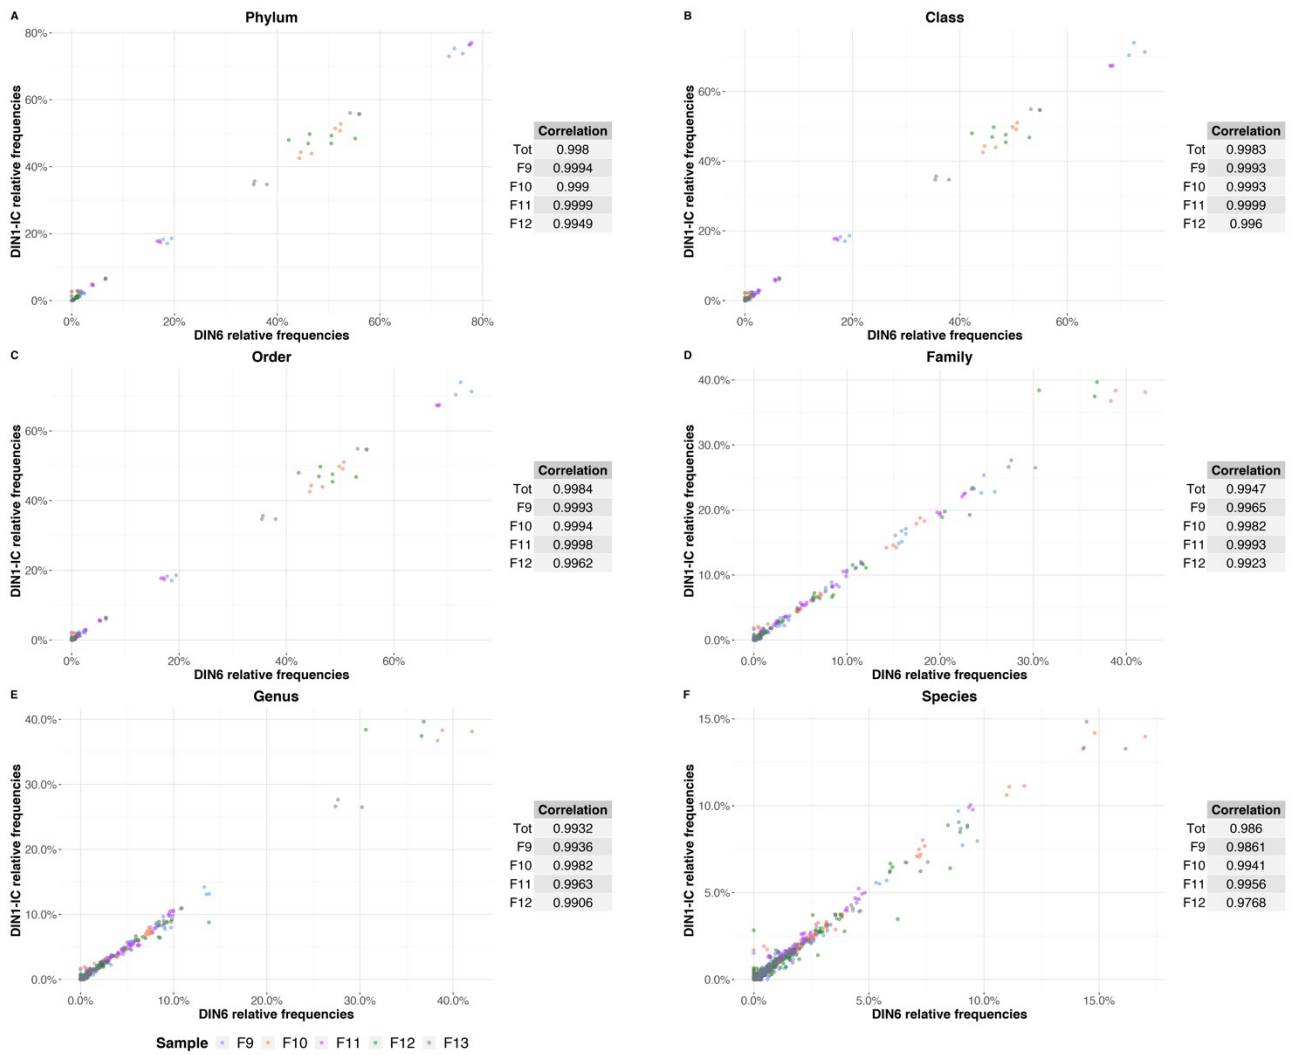 A
Phylum
DIN1-IC relative frequencies
80%
60%
40%
20%
0%
0% 20% 40% 60% 80%
DIN6 relative frequencies
Correlation
Tot 0.998
F9 0.9994
F10 0.999
F11 0.9999
F12 0.9949
B
Class
DIN1-IC relative frequencies
60%
40%
20%
0%
0% 20% 40% 60%
DIN6 relative frequencies
Correlation
Tot 0.9983
F9 0.9993
F10 0.9993
F11 0.9999
F12 0.996
C
Order
DIN1-IC relative frequencies
60%
40%
20%
0%
0% 20% 40% 60%
DIN6 relative frequencies
Correlation
Tot 0.9984
F9 0.9993
F10 0.9994
F11 0.9998
F12 0.9962
D
Family
DIN1-IC relative frequencies
40.0%
30.0%
20.0%
10.0%
0.0%
0.0% 10.0% 20.0% 30.0% 40.0%
DIN6 relative frequencies
Correlation
Tot 0.9947
F9 0.9965
F10 0.9982
F11 0.9993
F12 0.9923
E
Genus
DIN1-IC relative frequencies
40.0%
30.0%
20.0%
10.0%
0.0%
0.0% 10.0% 20.0% 30.0% 40.0%
DIN6 relative frequencies
Correlation
Tot 0.9932
F9 0.9936
F10 0.9982
F11 0.9963
F12 0.9906
F
Species
DIN1-IC relative frequencies
15.0%
10.0%
5.0%
0.0%
0.0% 5.0% 10.0% 15.0%
DIN6 relative frequencies
Correlation
Tot 0.986
F9 0.9861
F10 0.9941
F11 0.9956
F12 0.9768
Sample F9 F10 F11 F12 F13